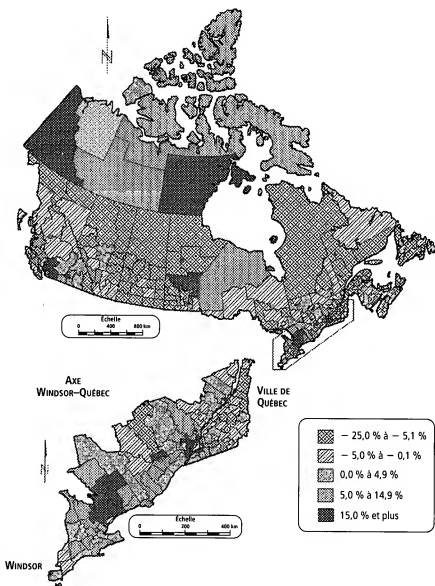 N
Échelle
0 400 800 km
AXE
WINDSOR–QUÉBEC
VILLE DE
QUÉBEC
– 25,0 % à – 5,1 %
– 5,0 % à – 0,1 %
0,0 % à 4,9 %
5,0 % à 14,9 %
15,0 % et plus
Échelle
0 200 400 km
WINDSOR